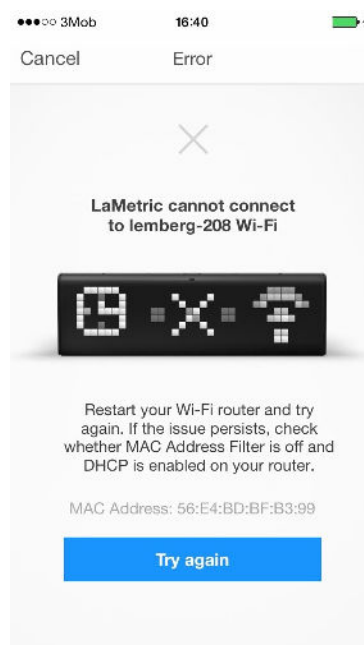 3Mob 16:40
Cancel Error
LaMetric cannot connect
to lemberg-208 Wi-Fi
Restart your Wi-Fi router and try
again. If the issue persists, check
whether MAC Address Filter is off and
DHCP is enabled on your router.
MAC Address: 56:E4:BD:BF:B3:99
Try again